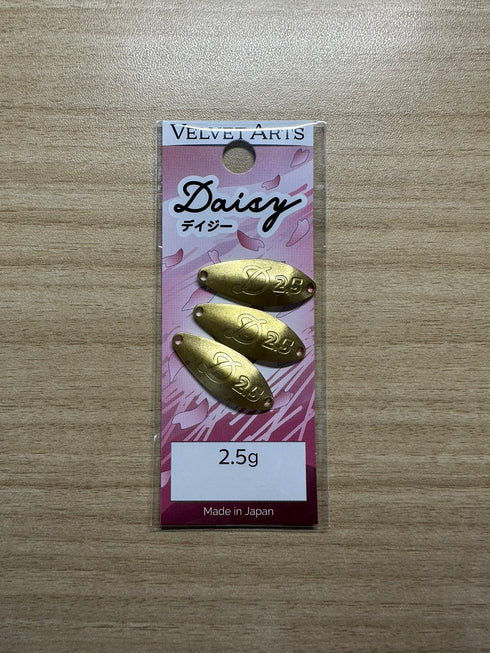 VELVET ARTS
Daisy
デイジー
D 2.5
D 2.5
D 2.5
2.5g
Made in Japan